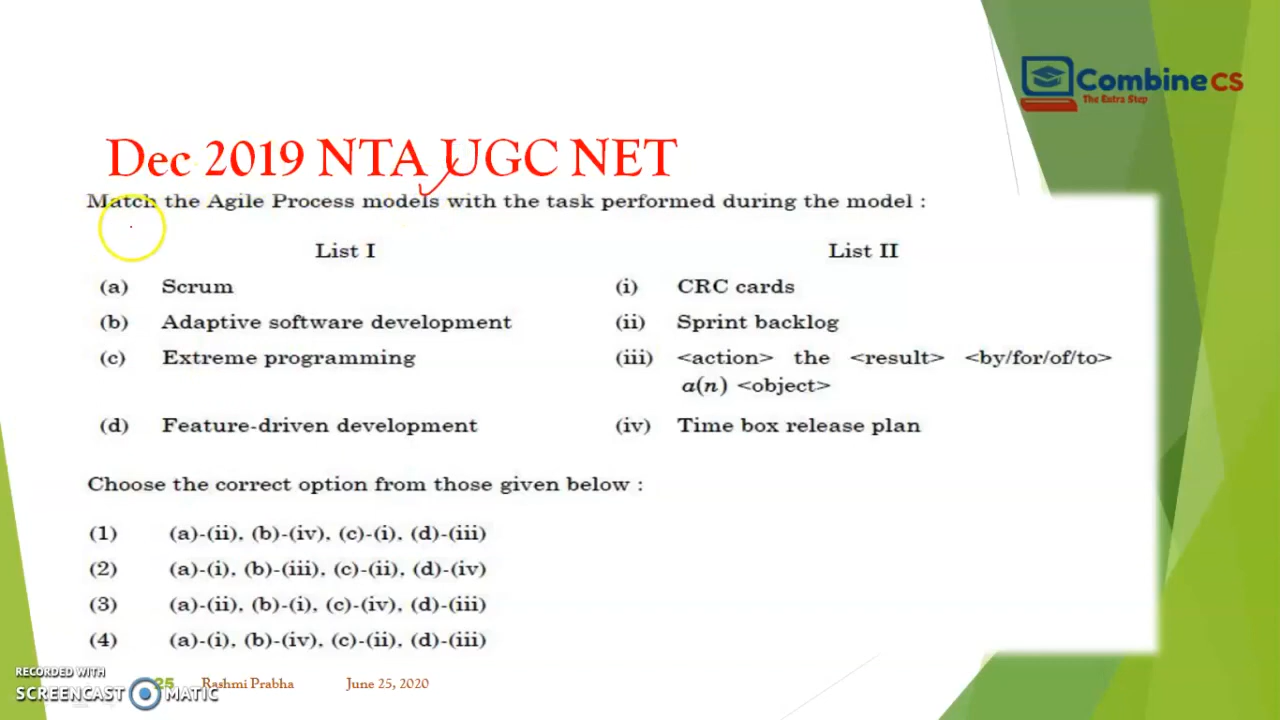 Combine CS
The Extra Step
Dec 2019 NTA UGC NET
Match the Agile Process models with the task performed during the model :
List I List II
(a) Scrum (i) CRC cards
(b) Adaptive software development (ii) Sprint backlog
(c) Extreme programming (iii) <action> the <result> <by/for/of/to>
a(n) <object>
(d) Feature-driven development (iv) Time box release plan
Choose the correct option from those given below :
(1) (a)-(ii), (b)-(iv), (c)-(i), (d)-(iii)
(2) (a)-(i), (b)-(iii), (c)-(ii), (d)-(iv)
(3) (a)-(ii), (b)-(i), (c)-(iv), (d)-(iii)
(4) (a)-(i), (b)-(iv), (c)-(ii), (d)-(iii)
RECORDED WITH
SCREENCAST MATIC
25 Rashmi Prabha June 25, 2020